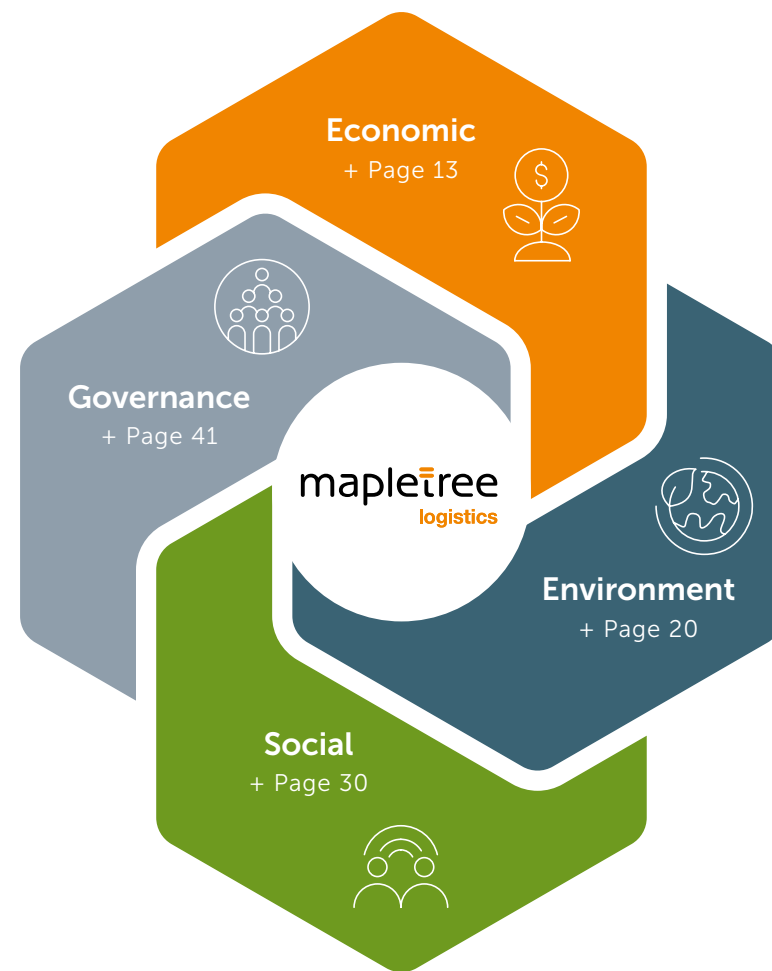 Economic
+ Page 13
Governance
+ Page 41
mapletree
logistics
Environment
+ Page 20
Social
+ Page 30
$